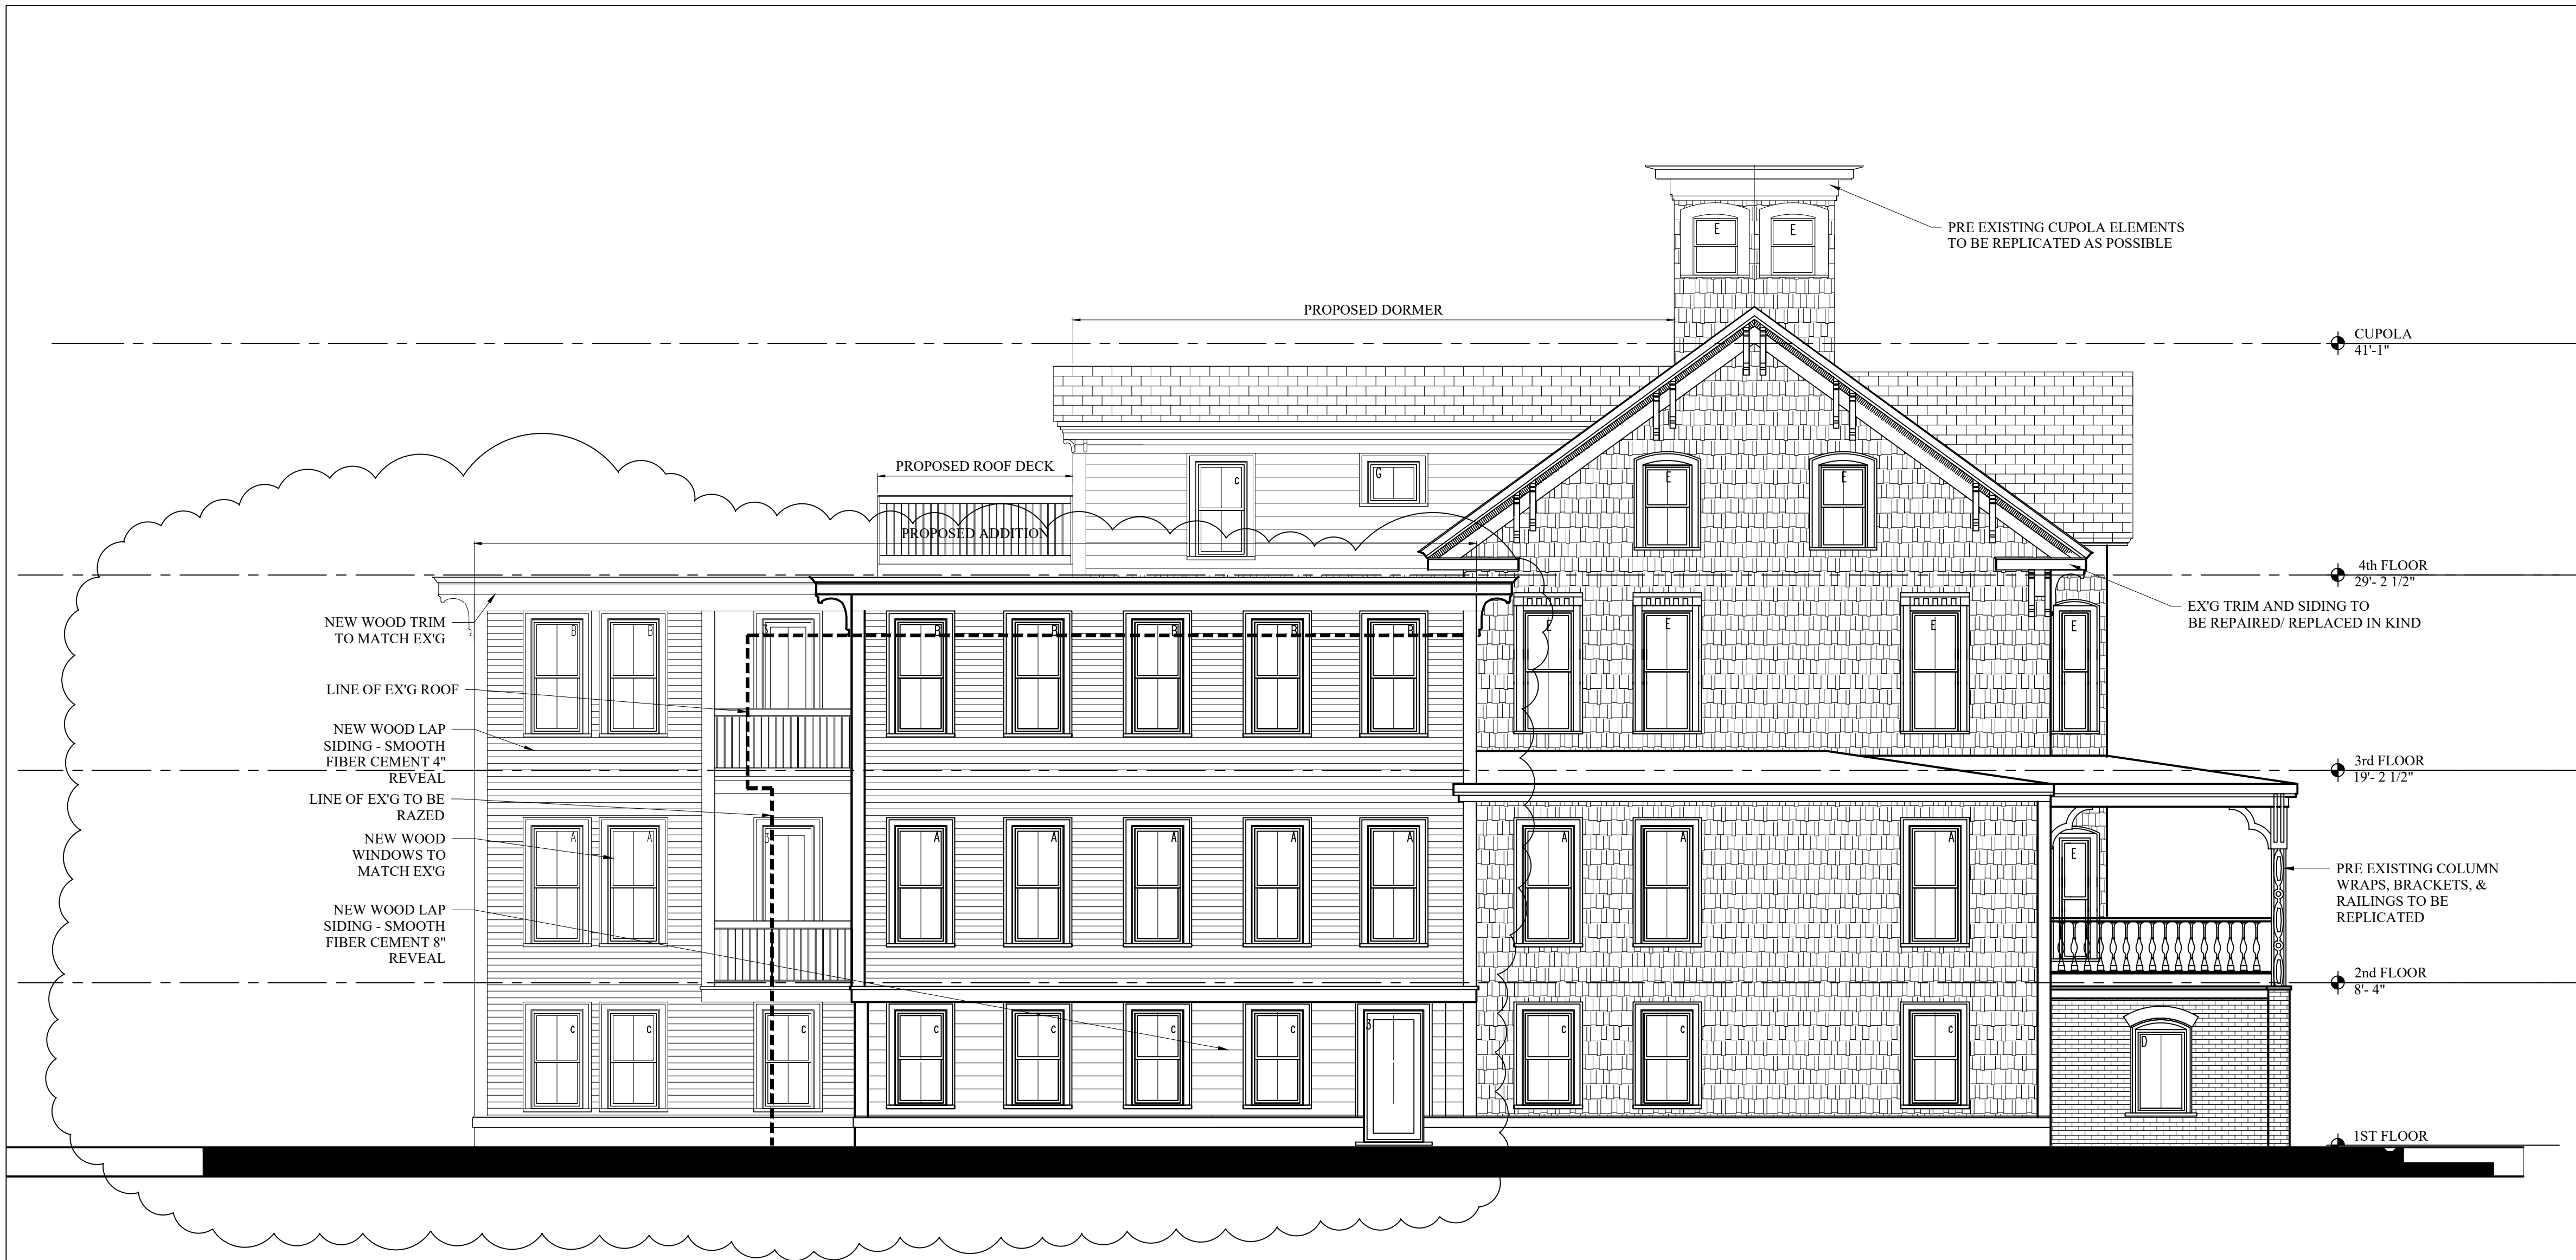 PRE EXISTING CUPOLA ELEMENTS
TO BE REPLICATED AS POSSIBLE
E E
PROPOSED DORMER
CUPOLA
41'-1"
PROPOSED ROOF DECK
c G E E
PROPOSED ADDITION
4th FLOOR
29'- 2 1/2"
EX'G TRIM AND SIDING TO
BE REPAIRED/ REPLACED IN KIND
NEW WOOD TRIM
TO MATCH EX'G
B B 3 B B B B B E E E E
LINE OF EX'G ROOF
NEW WOOD LAP
SIDING - SMOOTH
FIBER CEMENT 4"
REVEAL
3rd FLOOR
19'- 2 1/2"
LINE OF EX'G TO BE
RAZED
NEW WOOD
WINDOWS TO
MATCH EX'G
A A 3 A A A A A A A A E
PRE EXISTING COLUMN
WRAPS, BRACKETS, &
RAILINGS TO BE
REPLICATED
NEW WOOD LAP
SIDING - SMOOTH
FIBER CEMENT 8"
REVEAL
2nd FLOOR
8'- 4"
c c c c c c c 3 c c c D
1ST FLOOR